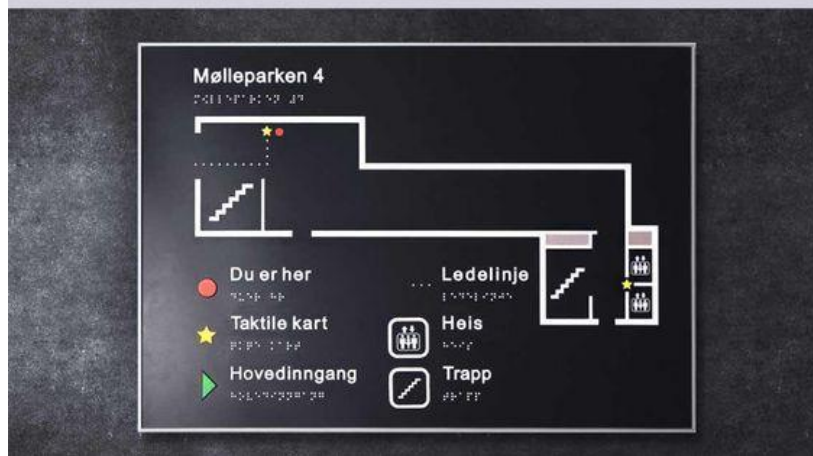 Mølleparken 4
Du er her
Taktile kart
Hovedinngang
Ledelinje
Heis
Trapp